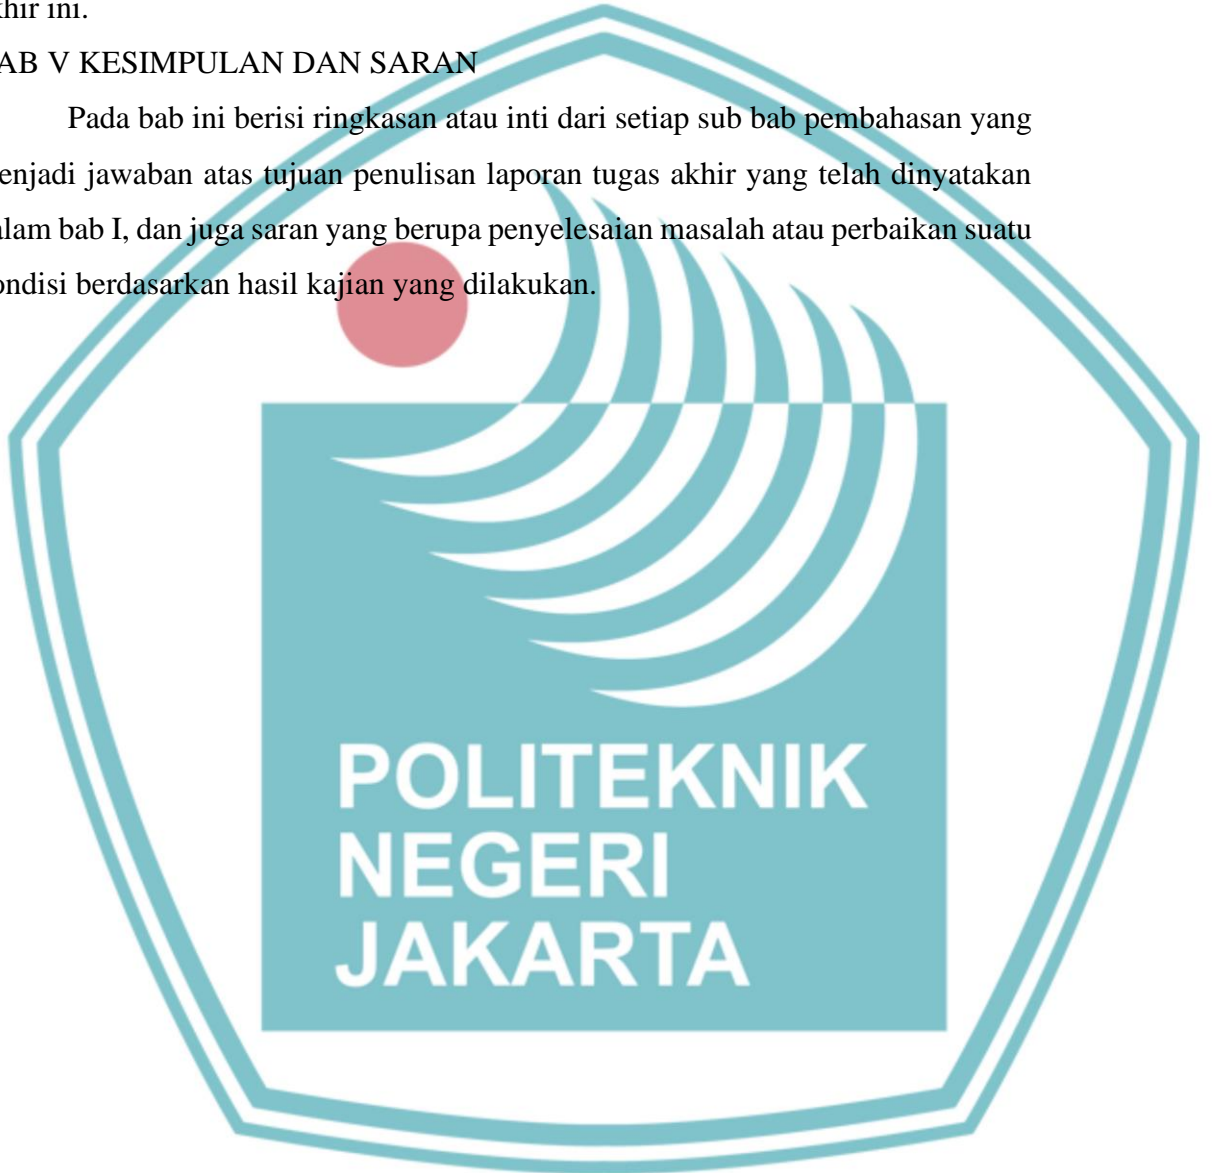 khir ini.
AB V KESIMPULAN DAN SARAN
Pada bab ini berisi ringkasan atau inti dari setiap sub bab pembahasan yang
enjadi jawaban atas tujuan penulisan laporan tugas akhir yang telah dinyatakan
alam bab I, dan juga saran yang berupa penyelesaian masalah atau perbaikan suatu
ondisi berdasarkan hasil kajian yang dilakukan.
POLITEKNIK
NEGERI
JAKARTA